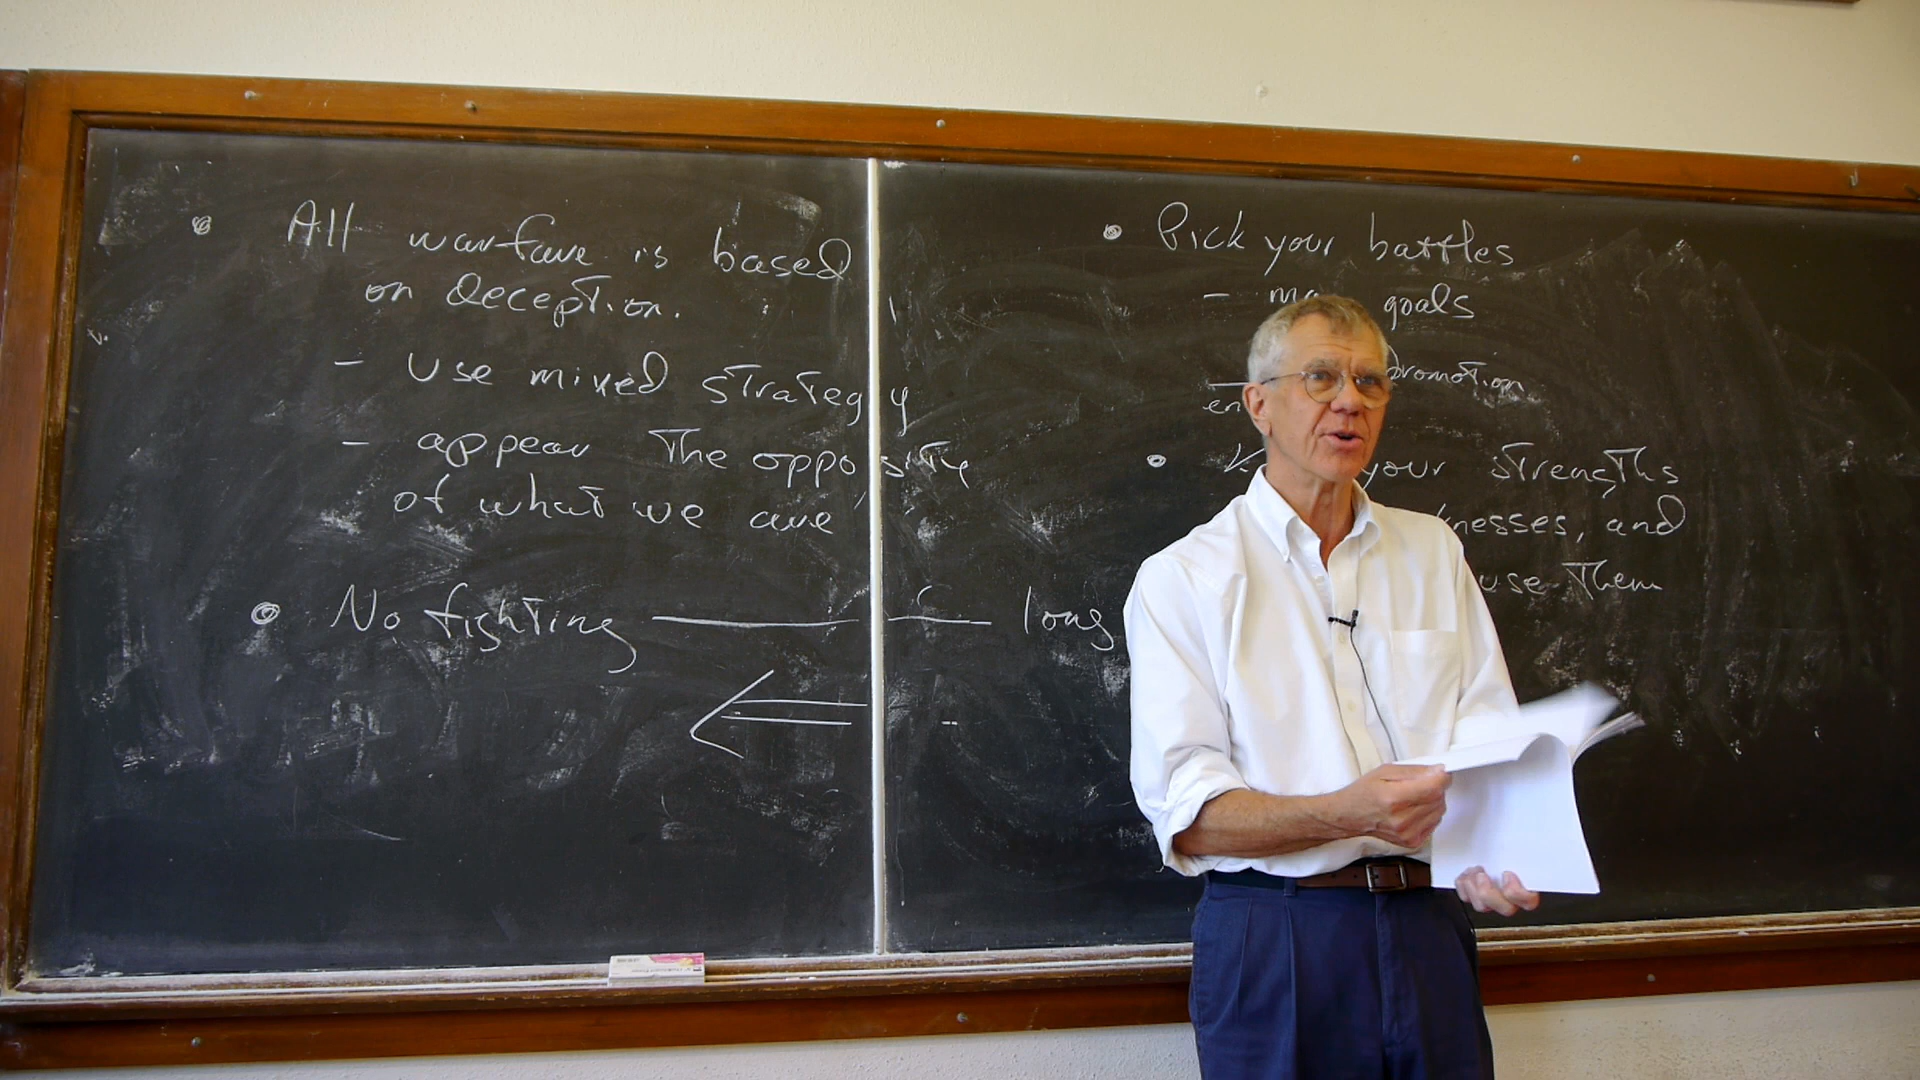 • All warfare is based
on deception.
- use mixed strategy
- appear the opposite
of what we are
• No fighting — long
• Pick your battles
- goals
promotion
en
• your strengths
nesses, and
use them